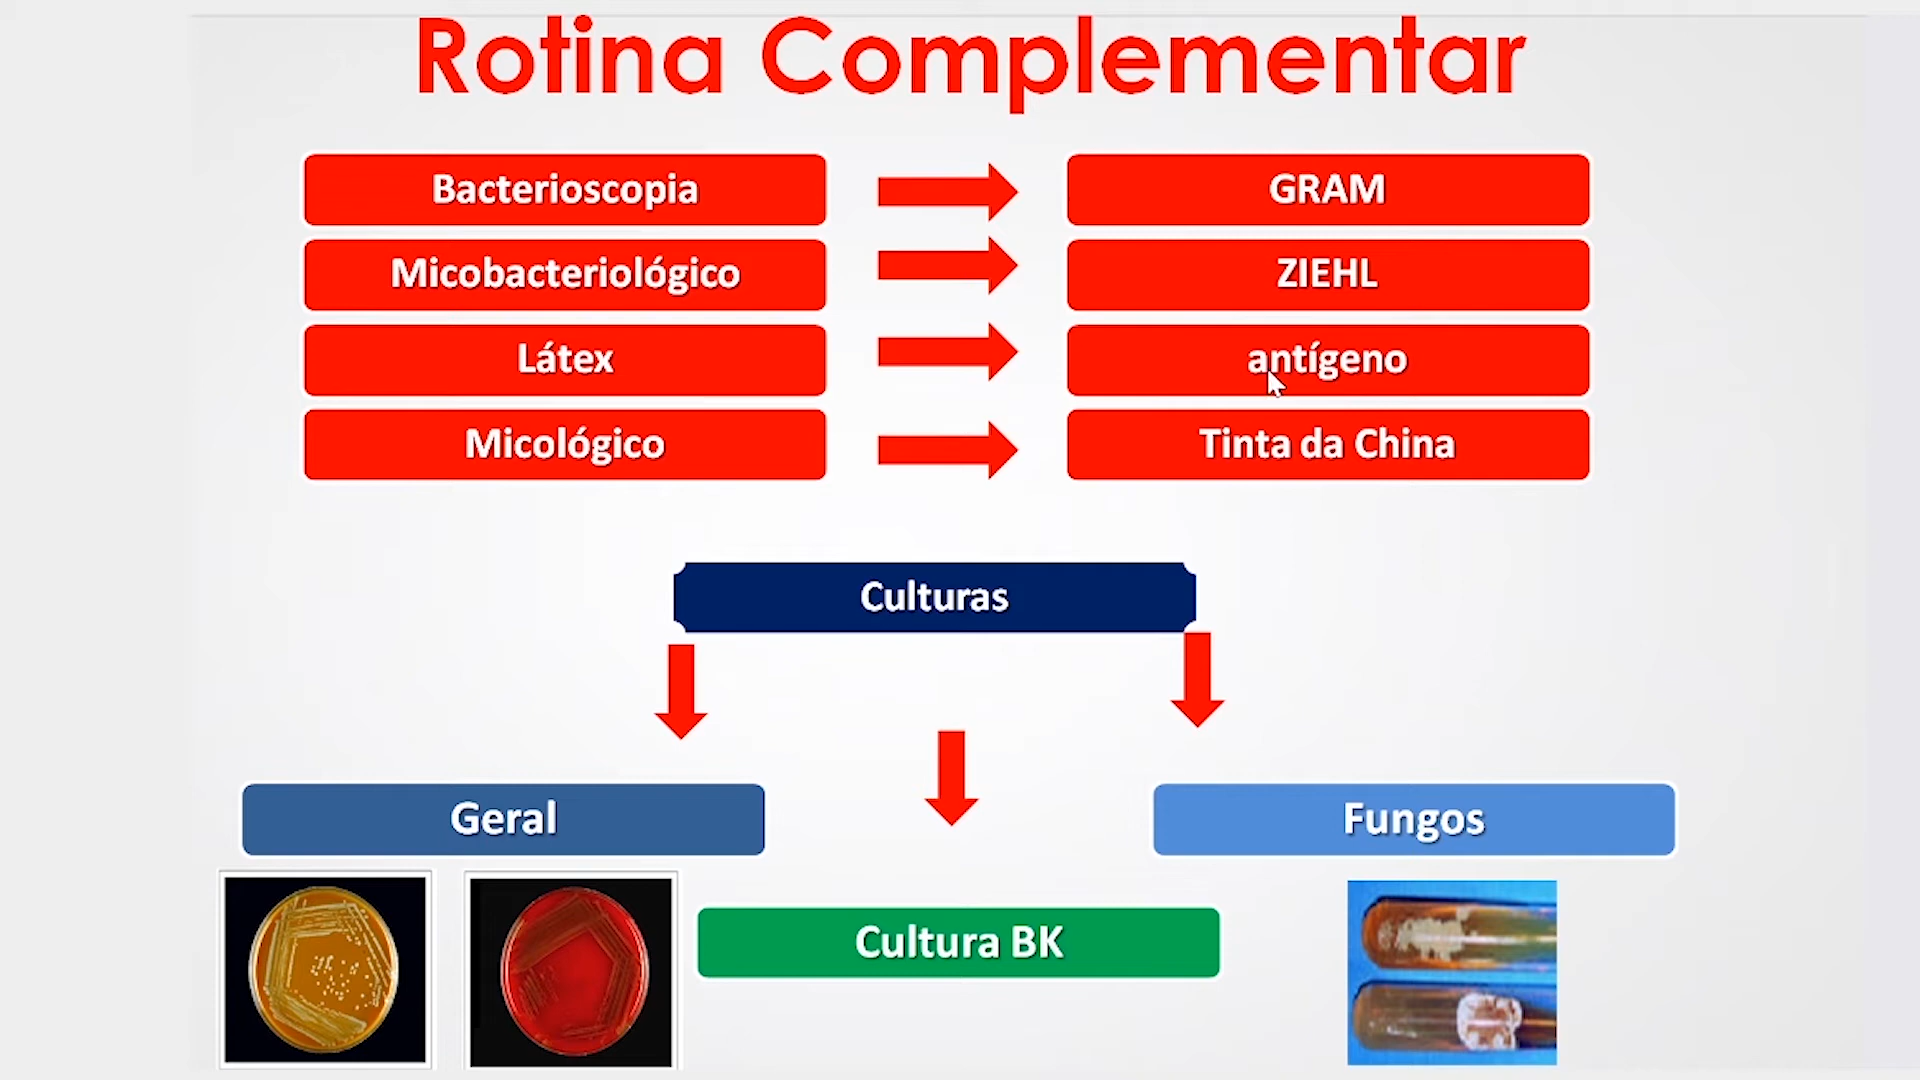 Rotina Complementar
Bacterioscopia
GRAM
Micobacteriológico
ZIEHL
Látex
antígeno
Micológico
Tinta da China
Culturas
Geral
Fungos
Cultura BK